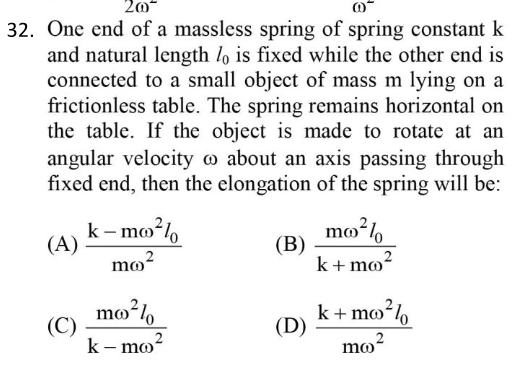 2ω² ω²
32. One end of a massless spring of spring constant k
and natural length l₀ is fixed while the other end is
connected to a small object of mass m lying on a
frictionless table. The spring remains horizontal on
the table. If the object is made to rotate at an
angular velocity ω about an axis passing through
fixed end, then the elongation of the spring will be:
(A) (k – mω²l₀)/(mω²) (B) (mω²l₀)/(k + mω²)
(C) (mω²l₀)/(k – mω²) (D) (k + mω²l₀)/(mω²)